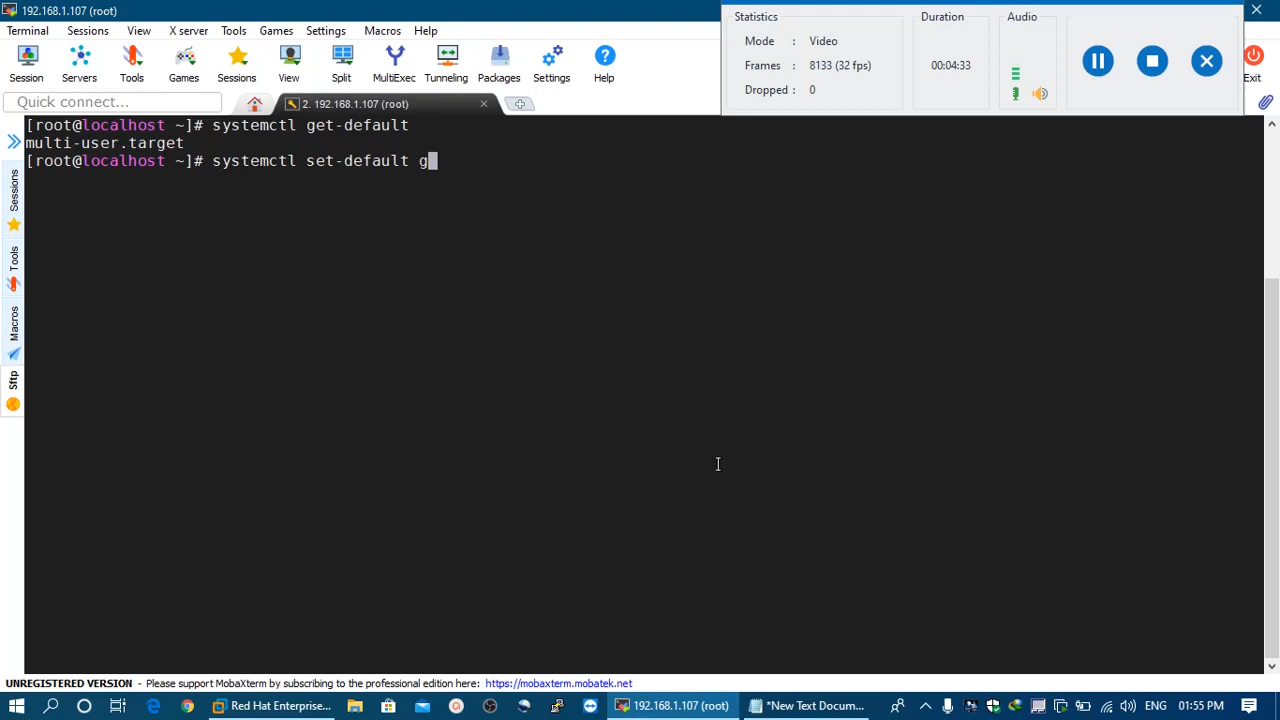 192.168.1.107 (root)
Terminal Sessions View X server Tools Games Settings Macros Help
Session Servers Tools Games Sessions View Split MultiExec Tunneling Packages Settings Help
Exit
Statistics
Mode : Video
Frames : 8133 (32 fps)
Dropped : 0
Duration
00:04:33
Audio
Quick connect...
2. 192.168.1.107 (root)
[root@localhost ~]# systemctl get-default
multi-user.target
[root@localhost ~]# systemctl set-default g
Sessions
Tools
Macros
Sftp
UNREGISTERED VERSION - Please support MobaXterm by subscribing to the professional edition here: https://mobaxterm.mobatek.net
Red Hat Enterprise...
192.168.1.107 (root)
*New Text Docum...
ENG
01:55 PM